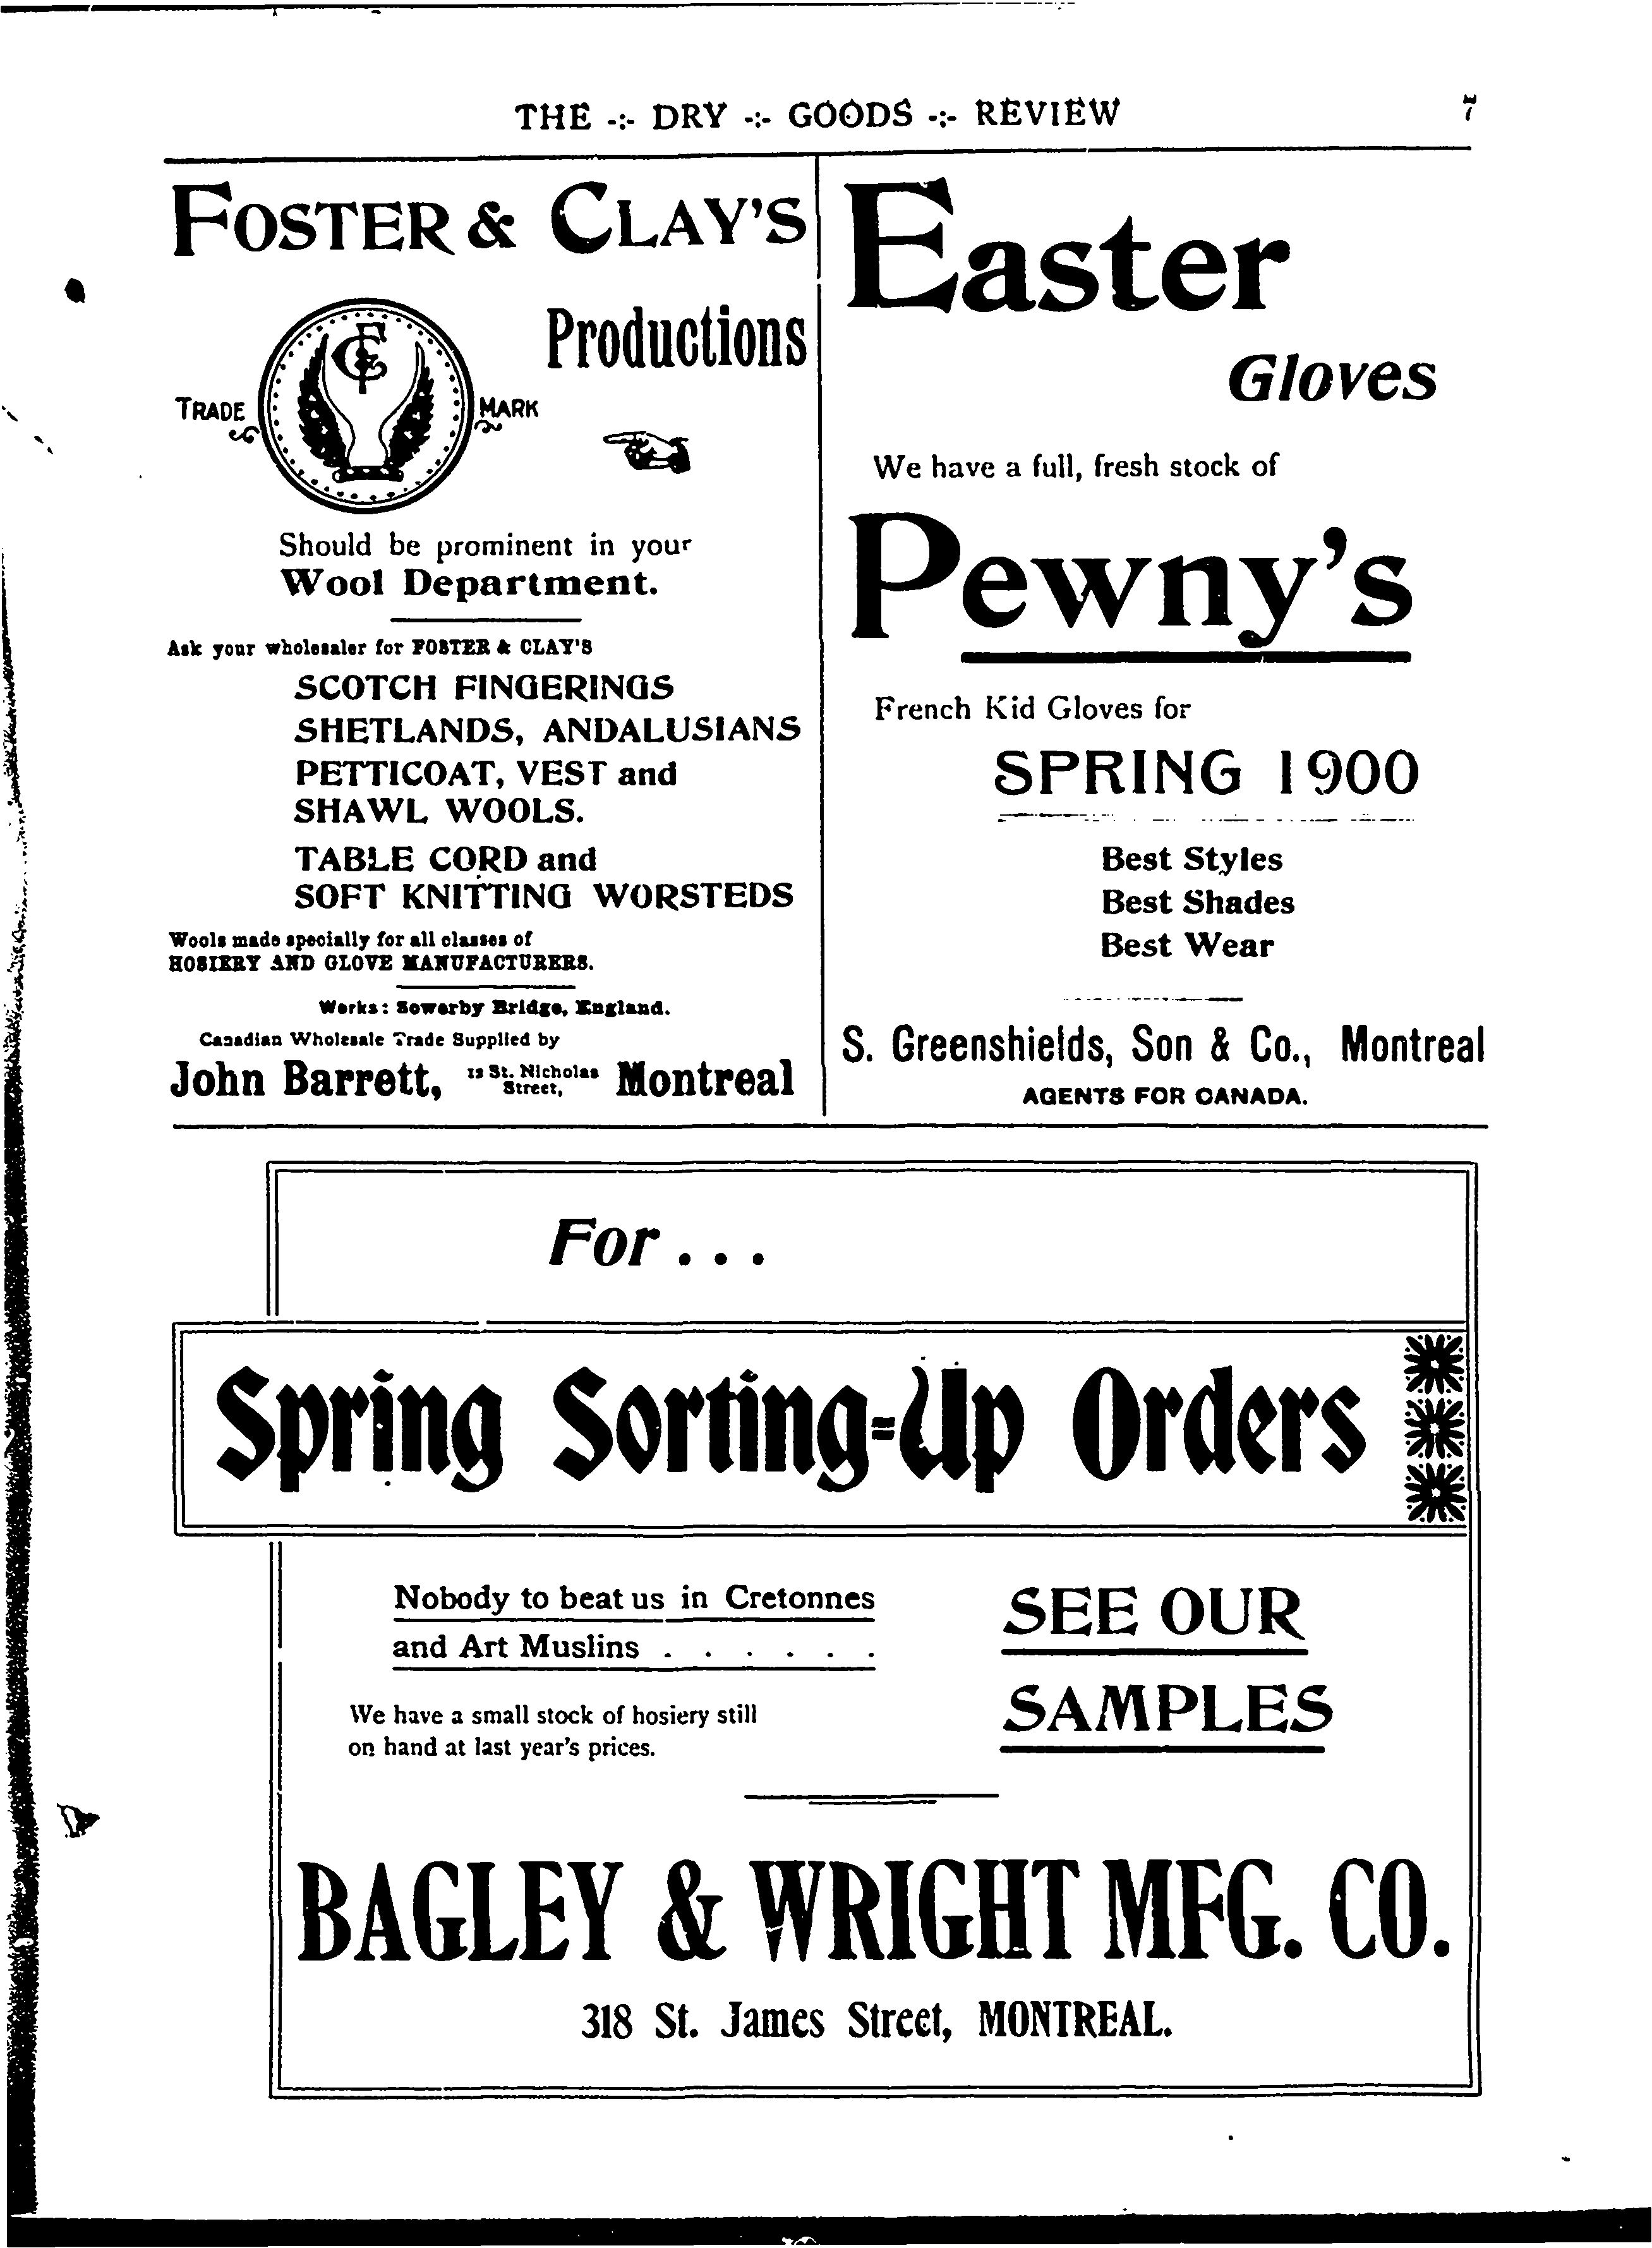 THE -:- DRY -:- GOODS -:- REVIEW 7
FOSTER & CLAY'S
Productions
TRADE MARK
Should be prominent in your
Wool Department.
Ask your wholesaler for FOSTER & CLAY'S
SCOTCH FINGERINGS
SHETLANDS, ANDALUSIANS
PETTICOAT, VEST and
SHAWL WOOLS.
TABLE CORD and
SOFT KNITTING WORSTEDS
Wools made specially for all classes of
HOSIERY AND GLOVE MANUFACTURERS.
Works: Sowerby Bridge, England.
Canadian Wholesale Trade Supplied by
John Barrett, 12 St. Nicholas Street, Montreal
Easter
Gloves
We have a full, fresh stock of
Pewny's
French Kid Gloves for
SPRING 1900
Best Styles
Best Shades
Best Wear
S. Greenshields, Son & Co., Montreal
AGENTS FOR CANADA.
For . . .
Spring Sorting-Up Orders
Nobody to beat us in Cretonnes
and Art Muslins . . . . . .
We have a small stock of hosiery still
on hand at last year's prices.
SEE OUR
SAMPLES
BAGLEY & WRIGHT MFG. CO.
318 St. James Street, MONTREAL.